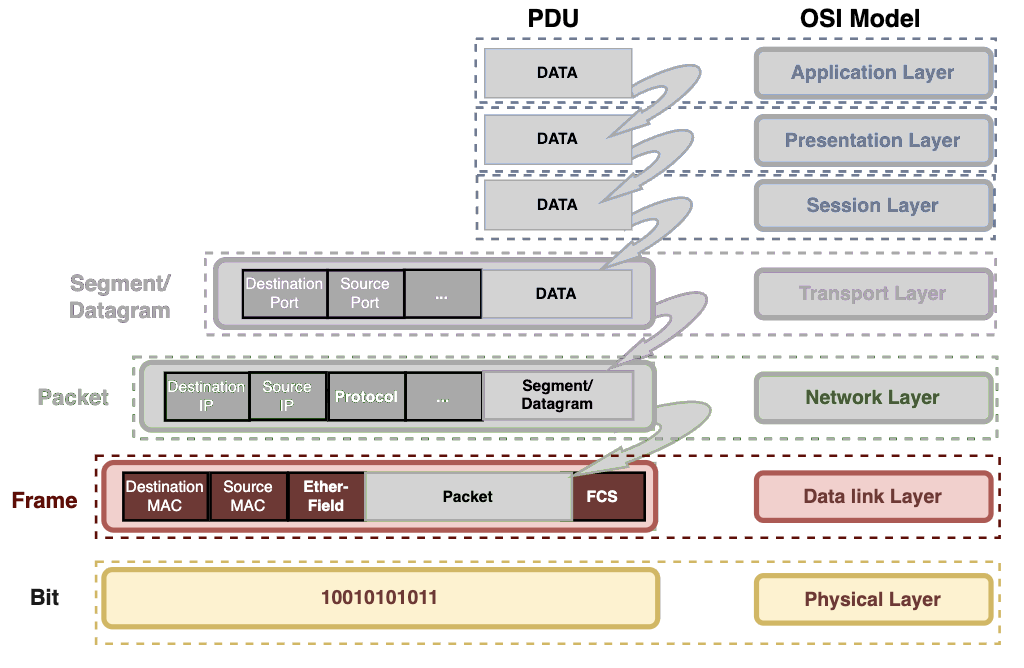 PDU
OSI Model
DATA
Application Layer
DATA
Presentation Layer
DATA
Session Layer
Segment/
Datagram
Destination
Port
Source
Port
...
DATA
Transport Layer
Packet
Destination
IP
Source
IP
Protocol
...
Segment/
Datagram
Network Layer
Frame
Destination
MAC
Source
MAC
Ether-
Field
Packet
FCS
Data link Layer
Bit
10010101011
Physical Layer